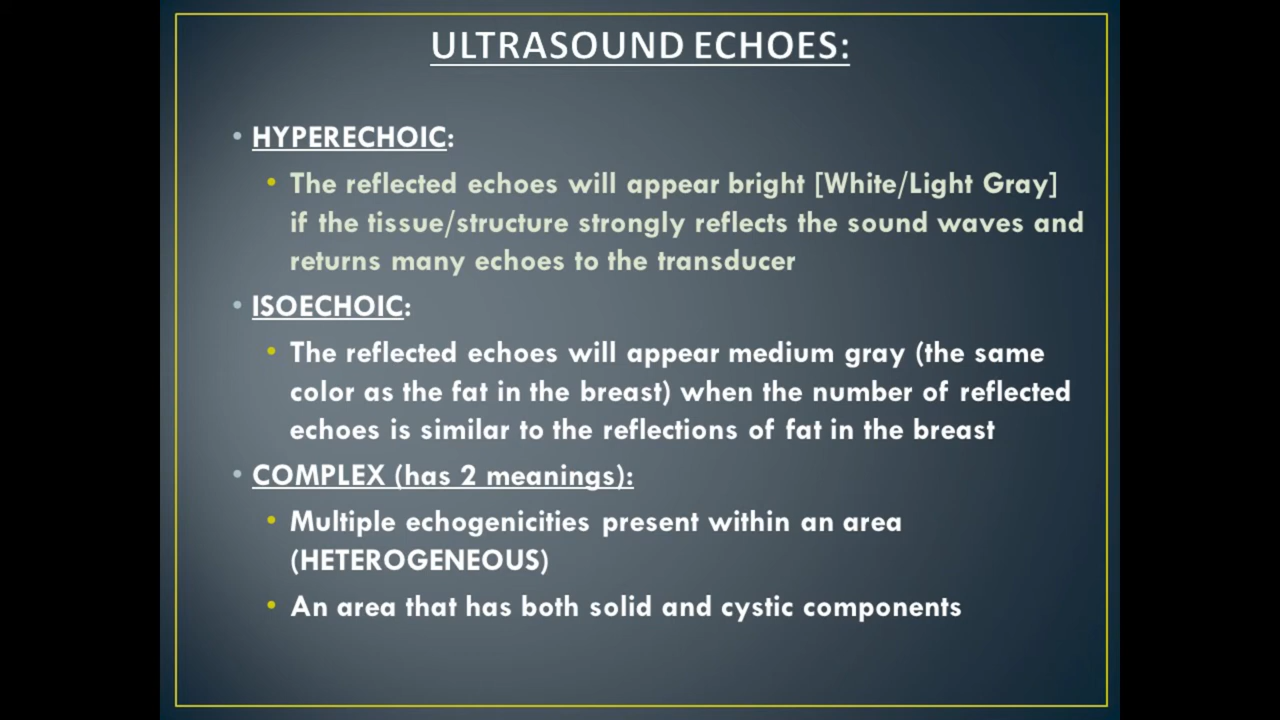 ULTRASOUND ECHOES:
• HYPERECHOIC:
• The reflected echoes will appear bright [White/Light Gray]
if the tissue/structure strongly reflects the sound waves and
returns many echoes to the transducer
• ISOECHOIC:
• The reflected echoes will appear medium gray (the same
color as the fat in the breast) when the number of reflected
echoes is similar to the reflections of fat in the breast
• COMPLEX (has 2 meanings):
• Multiple echogenicities present within an area
(HETEROGENEOUS)
• An area that has both solid and cystic components